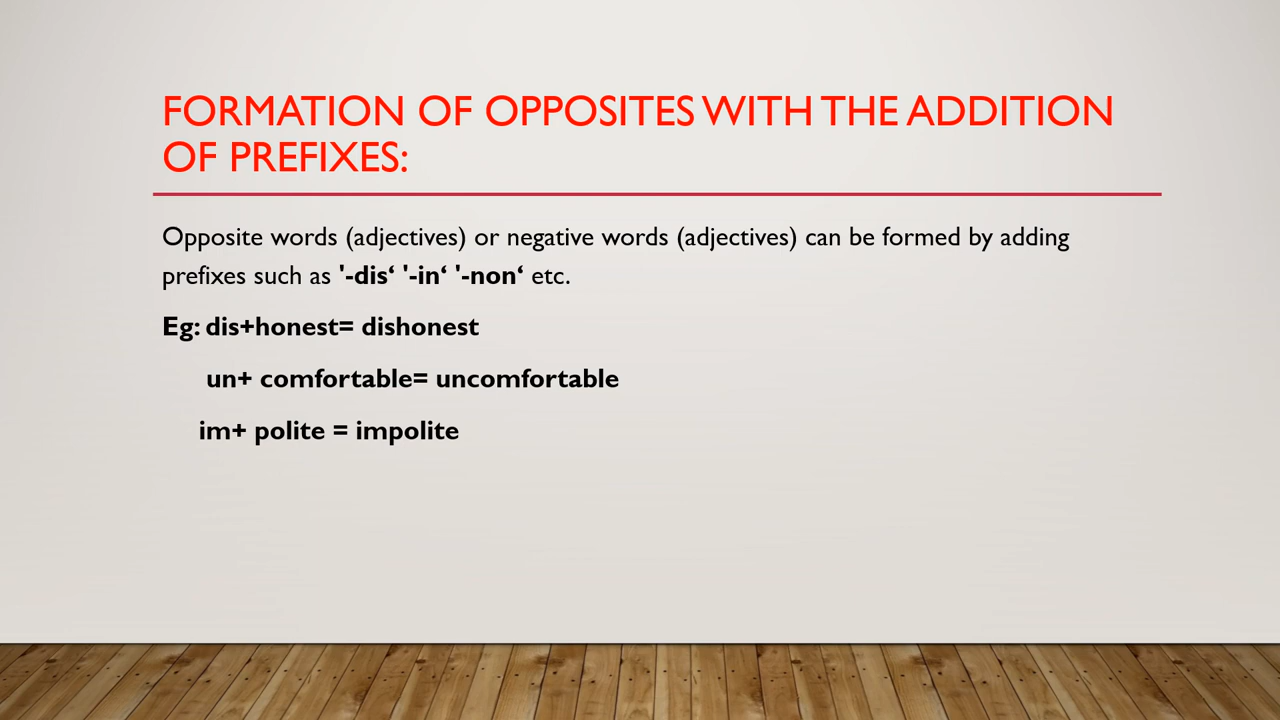 FORMATION OF OPPOSITES WITH THE ADDITION
OF PREFIXES:
Opposite words (adjectives) or negative words (adjectives) can be formed by adding
prefixes such as '-dis‘ '-in‘ '-non‘ etc.
Eg: dis+honest= dishonest
un+ comfortable= uncomfortable
im+ polite = impolite